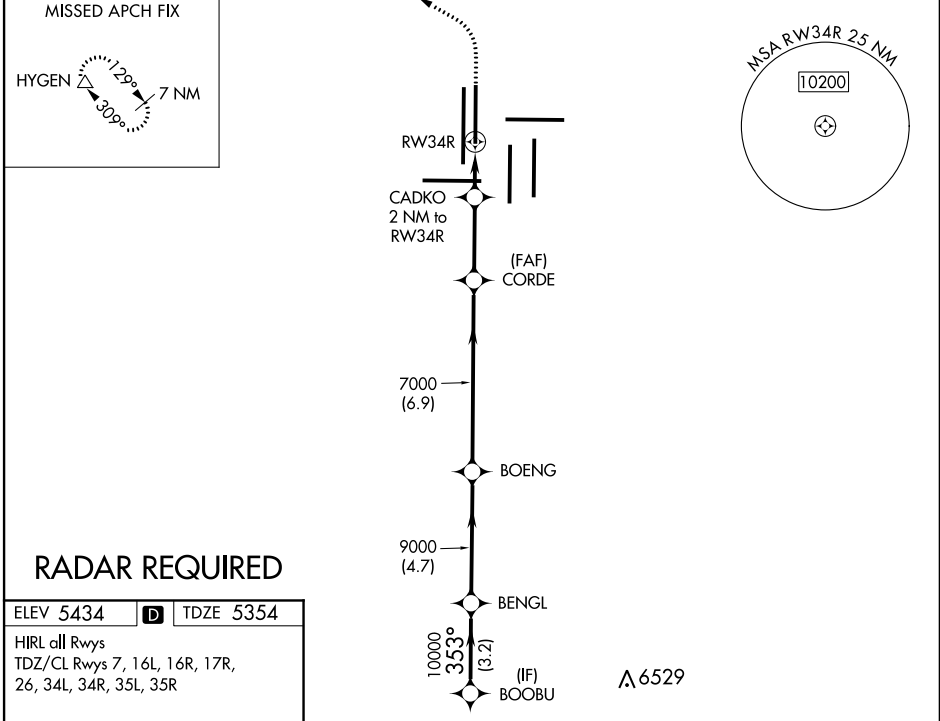 MISSED APCH FIX
HYGEN
129°
309°
7 NM
MSA RW34R 25 NM
10200
RW34R
CADKO
2 NM to
RW34R
(FAF)
CORDE
7000
(6.9)
BOENG
9000
(4.7)
BENGL
10000
353°
(3.2)
(IF)
BOOBU
6529
RADAR REQUIRED
ELEV 5434 D TDZE 5354
HIRL all Rwys
TDZ/CL Rwys 7, 16L, 16R, 17R,
26, 34L, 34R, 35L, 35R